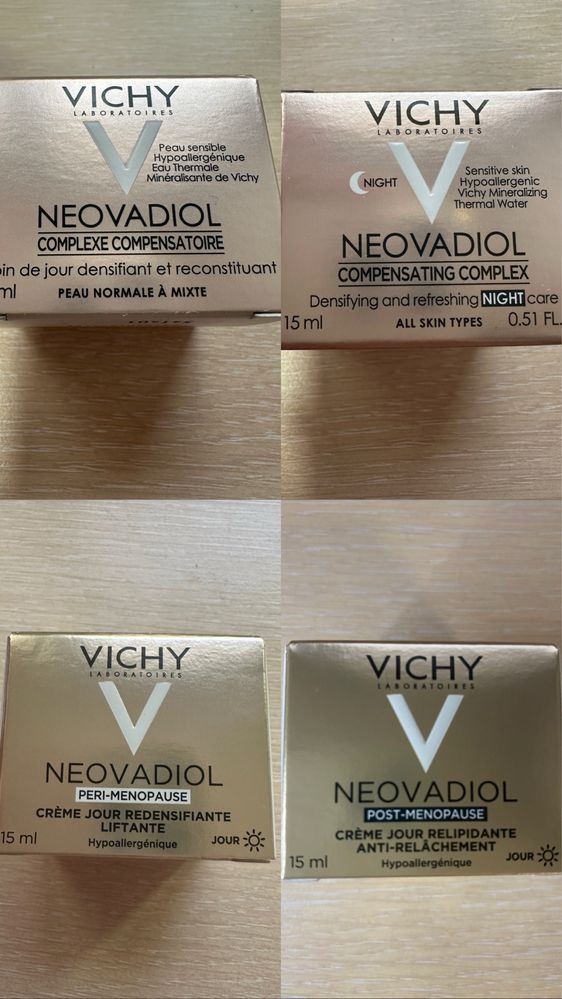 VICHY
LABORATOIRES
Peau sensible
Hypoallergénique
Eau Thermale
Minéralisante de Vichy
NEOVADIOL
COMPLEXE COMPENSATOIRE
de jour densifiant et reconstituant
ml PEAU NORMALE À MIXTE
VICHY
LABORATOIRES
NIGHT
Sensitive skin
Hypoallergenic
Vichy Mineralizing
Thermal Water
NEOVADIOL
COMPENSATING COMPLEX
Densifying and refreshing NIGHT care
15 ml ALL SKIN TYPES 0.51 FL.
VICHY
LABORATOIRES
NEOVADIOL
PERI-MENOPAUSE
CRÈME JOUR REDENSIFIANTE
LIFTANTE
15 ml Hypoallergénique JOUR
VICHY
LABORATOIRES
NEOVADIOL
POST-MENOPAUSE
CRÈME JOUR RELIPIDANTE
ANTI-RELÂCHEMENT
15 ml Hypoallergénique JOUR